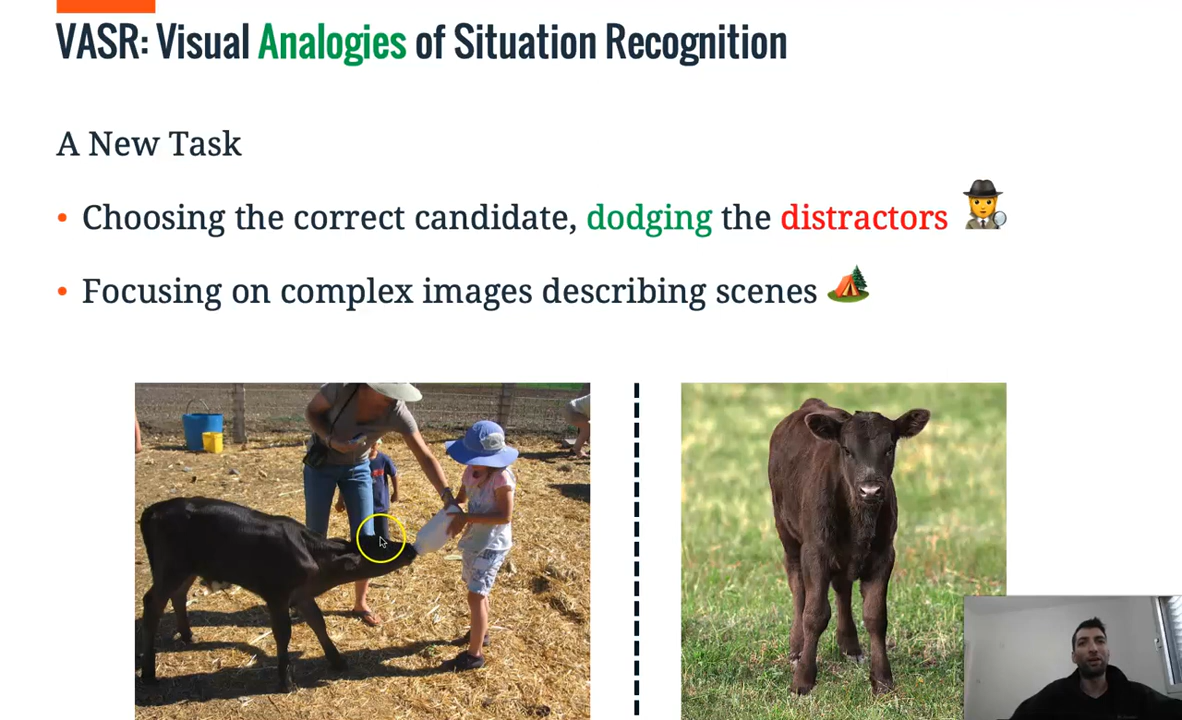 VASR: Visual Analogies of Situation Recognition
A New Task
• Choosing the correct candidate, dodging the distractors
• Focusing on complex images describing scenes